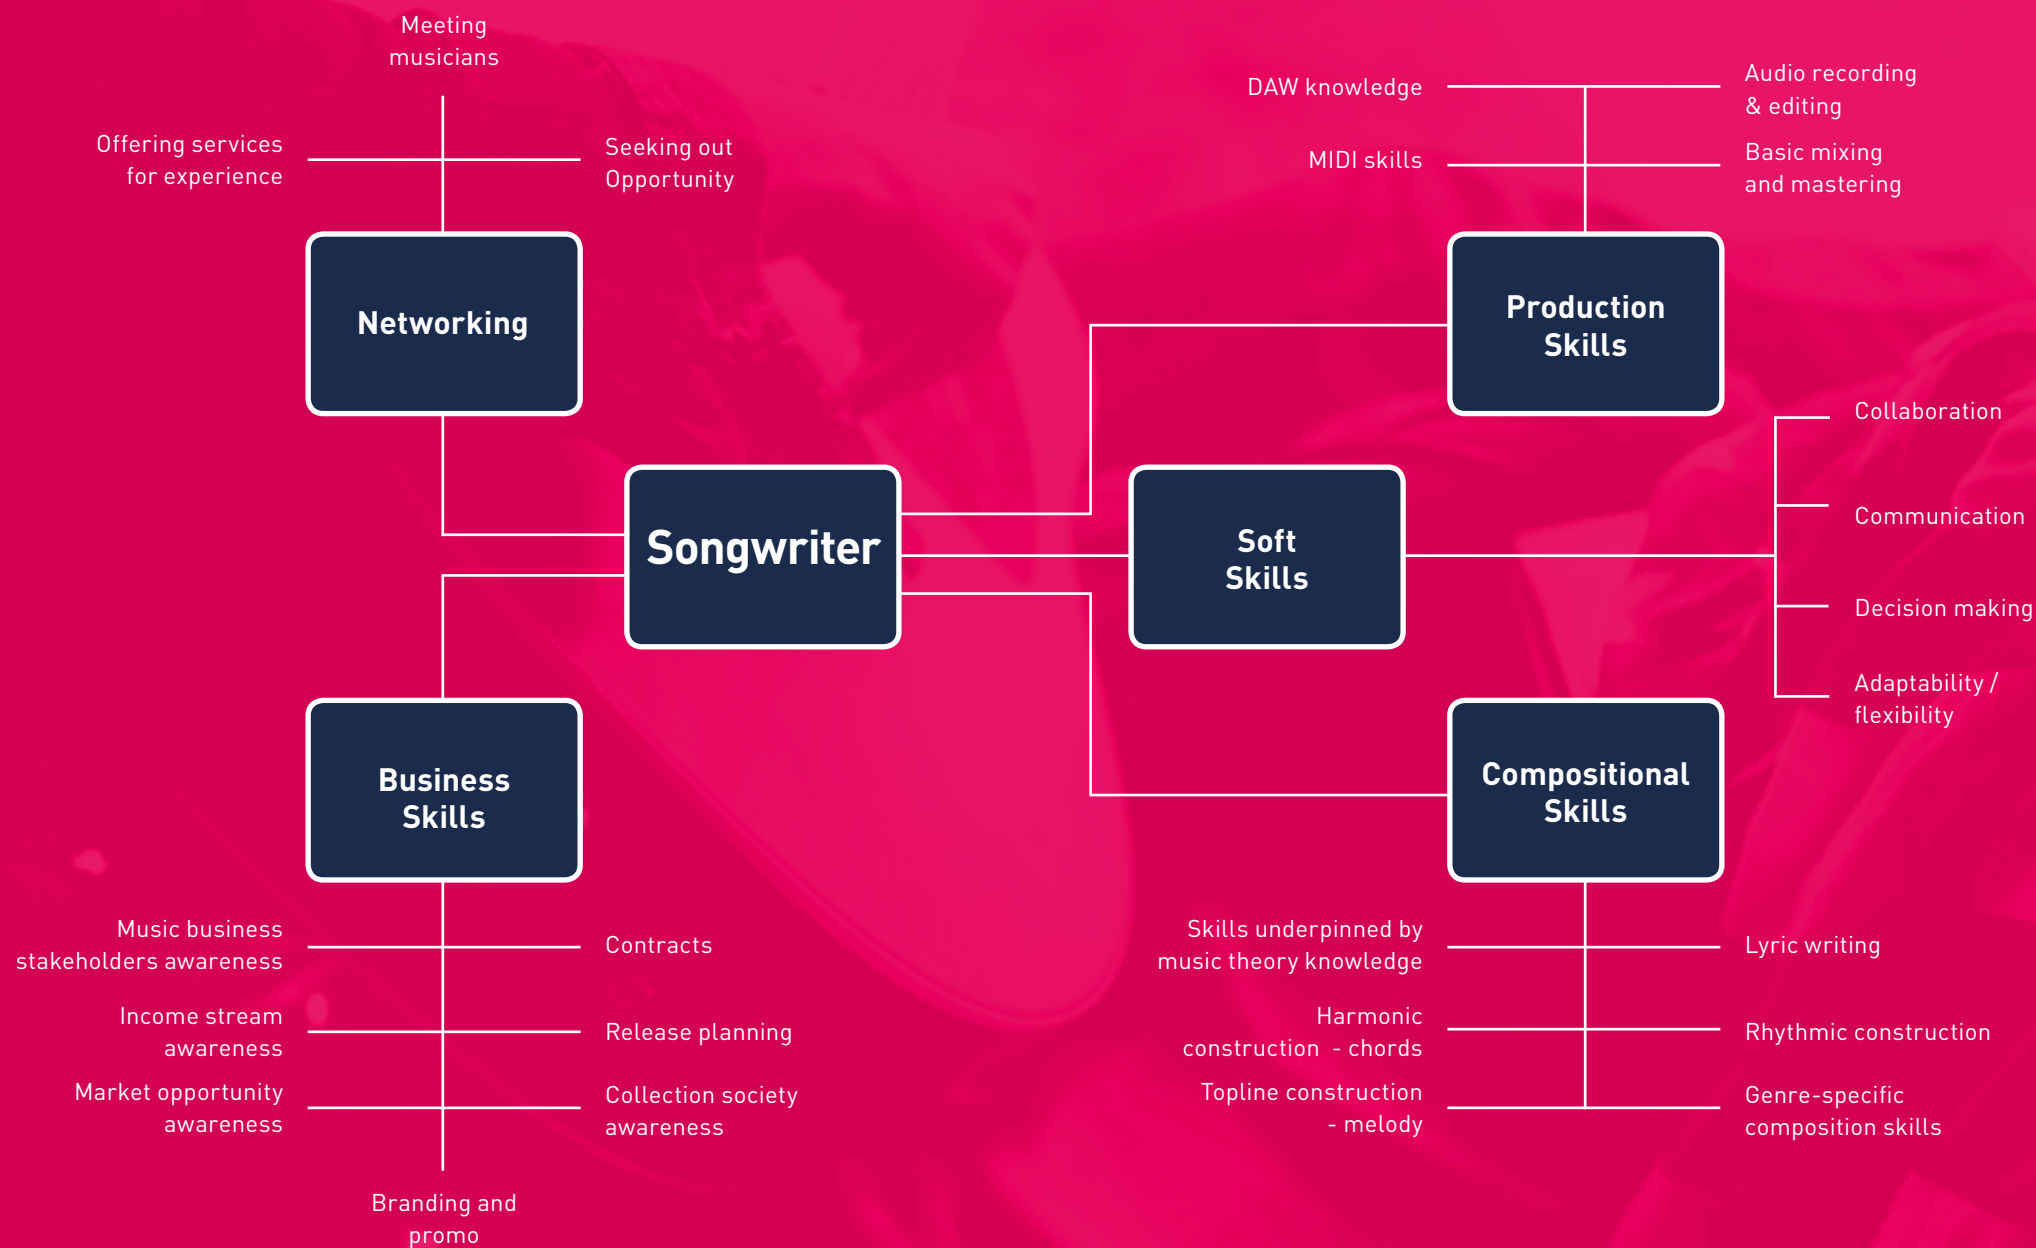 Meeting
musicians
Offering services
for experience
Seeking out
Opportunity
Networking
DAW knowledge
Audio recording
& editing
MIDI skills
Basic mixing
and mastering
Production
Skills
Songwriter
Soft
Skills
Collaboration
Communication
Decision making
Adaptability /
flexibility
Business
Skills
Music business
stakeholders awareness
Contracts
Income stream
awareness
Release planning
Market opportunity
awareness
Collection society
awareness
Branding and
promo
Compositional
Skills
Skills underpinned by
music theory knowledge
Lyric writing
Harmonic
construction - chords
Rhythmic construction
Topline construction
- melody
Genre-specific
composition skills